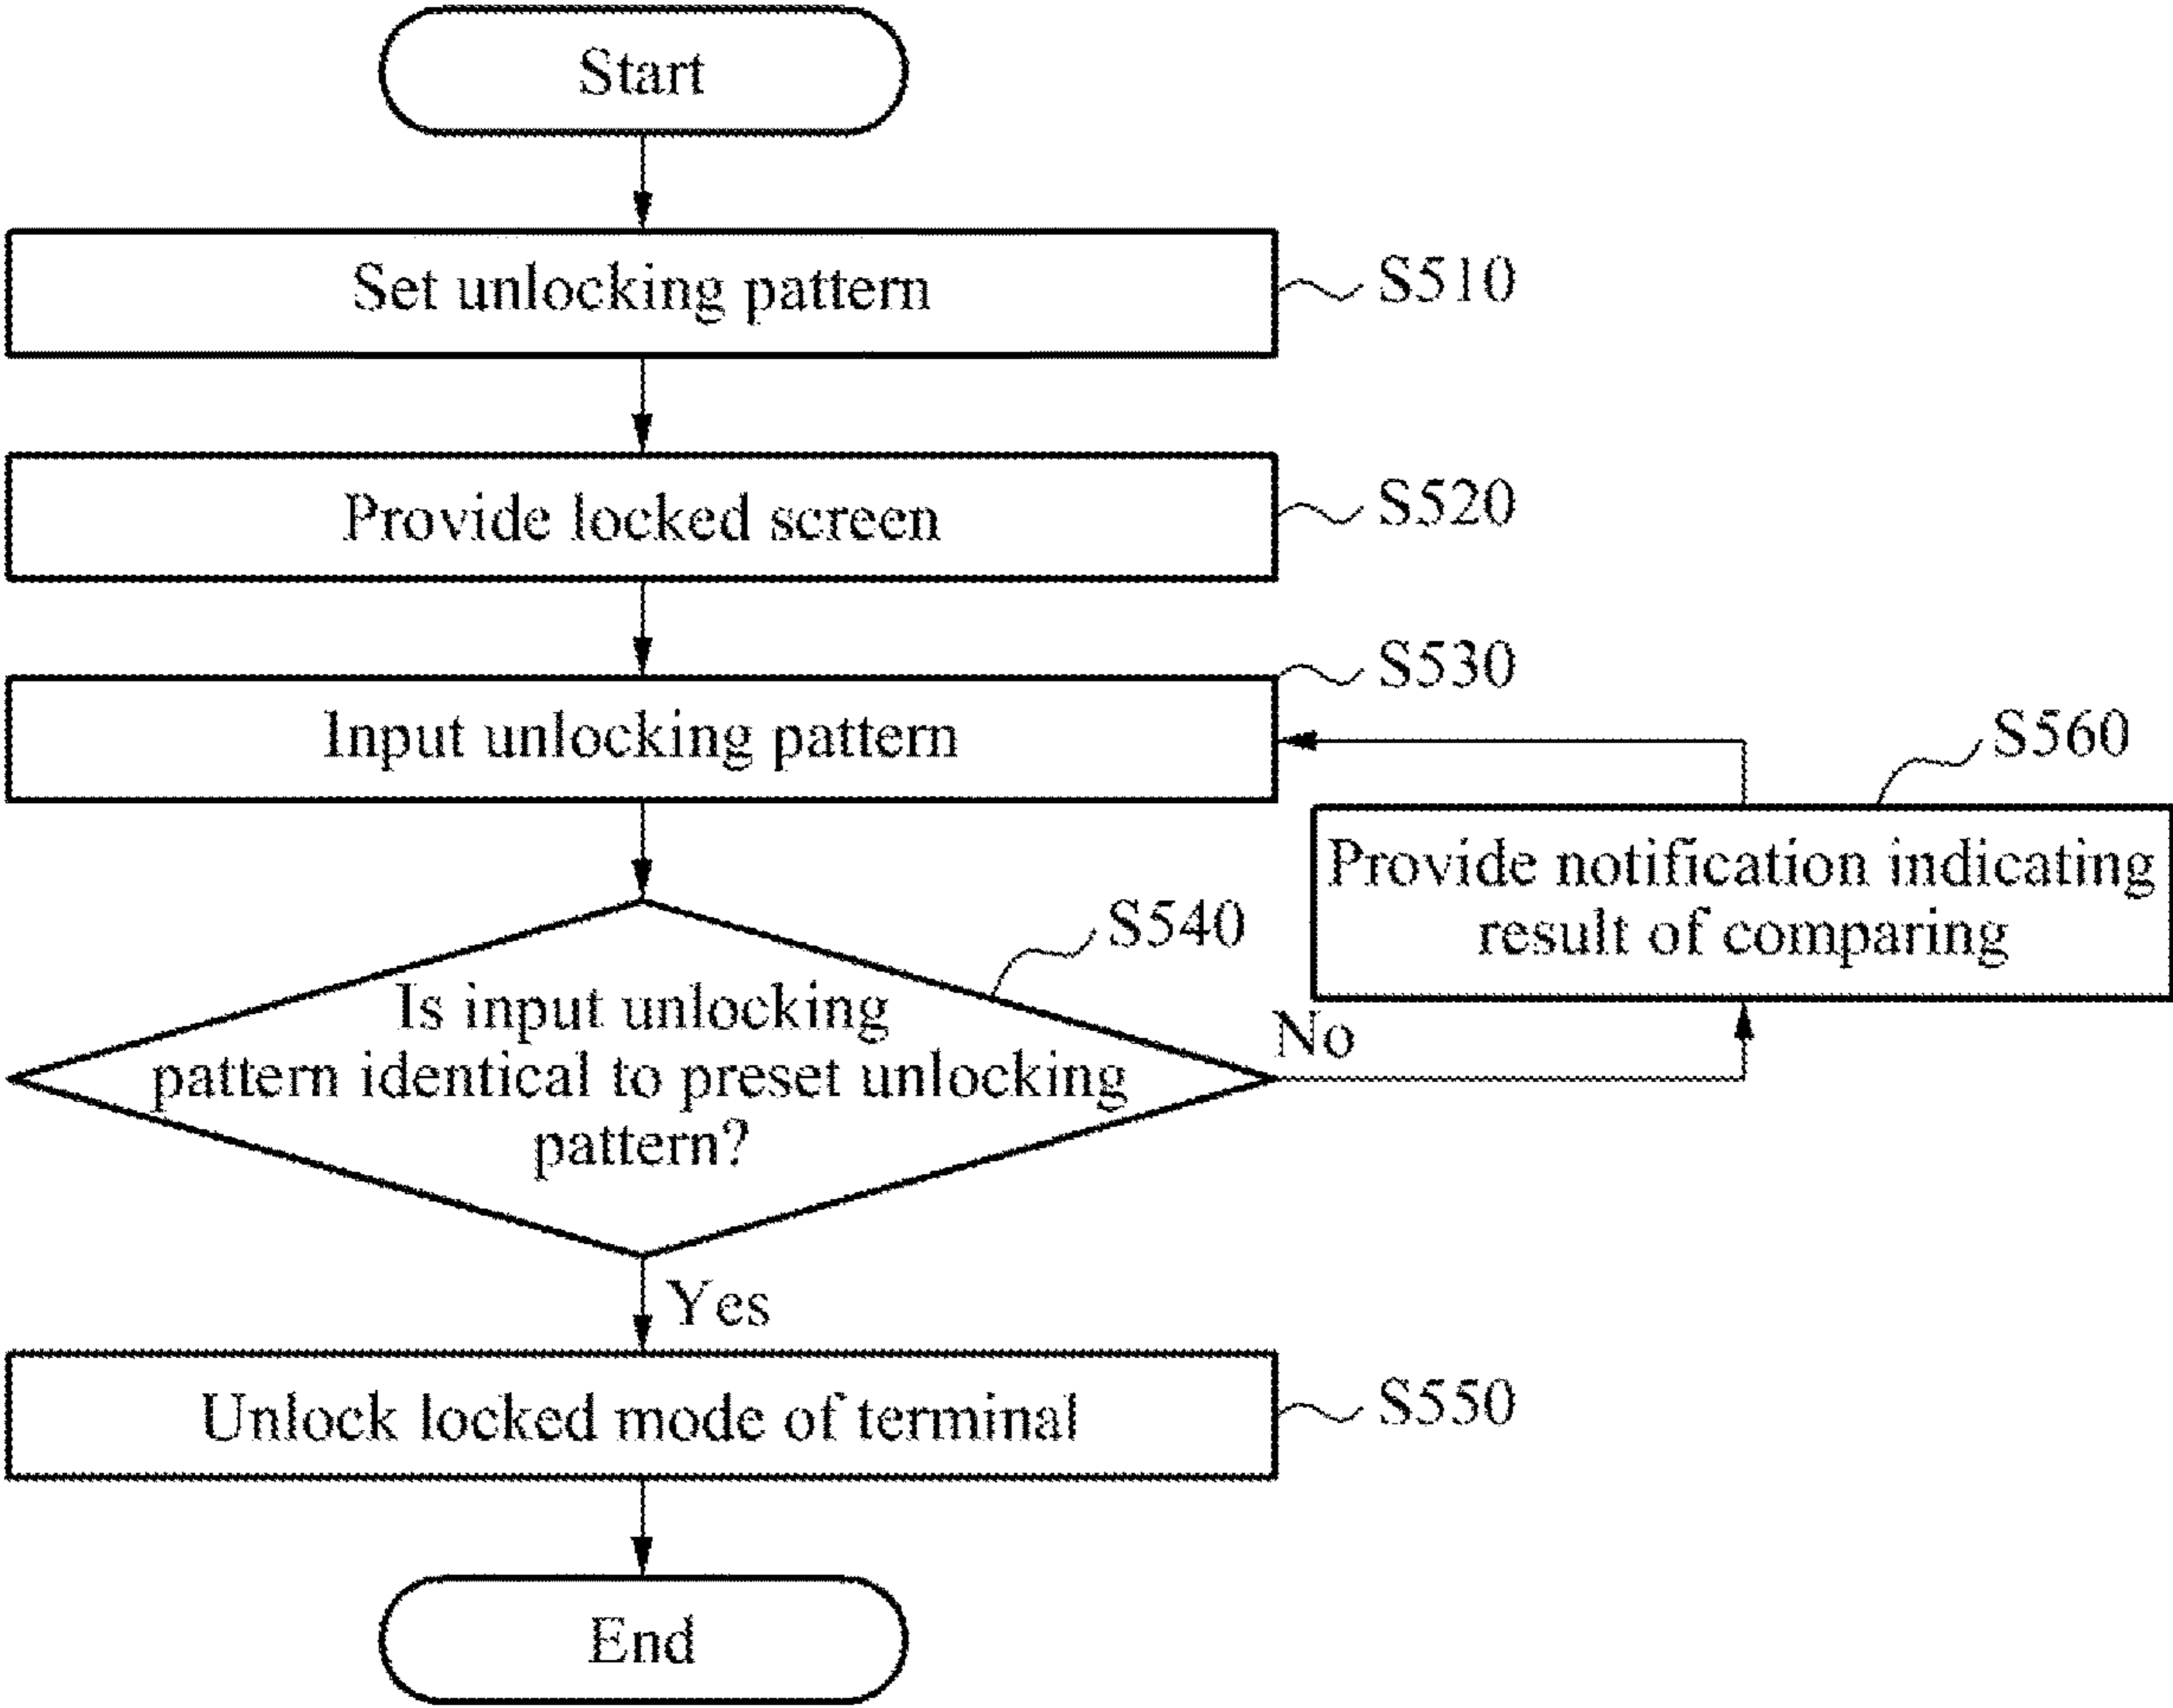 Start
Set unlocking pattern
S510
Provide locked screen
S520
S530
Input unlocking pattern
S560
Provide notification indicating
result of comparing
S540
Is input unlocking
pattern identical to preset unlocking
pattern?
No
Yes
Unlock locked mode of terminal
S550
End